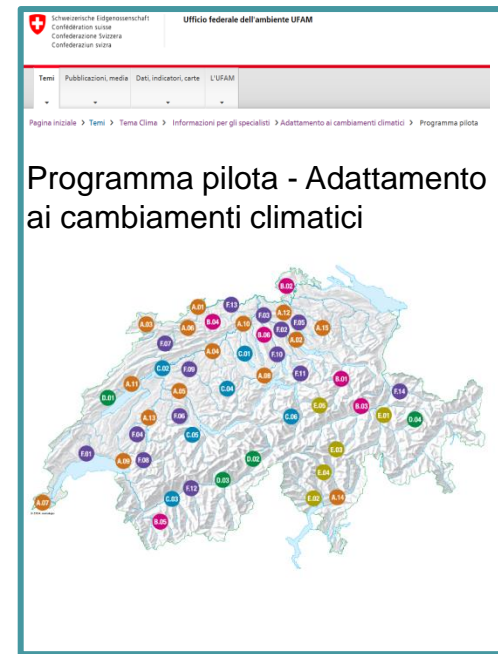 Schweizerische Eidgenossenschaft
Confédération suisse
Confederazione Svizzera
Confederaziun svizra
Ufficio federale dell'ambiente UFAM
Temi Pubblicazioni, media Dati, indicatori, carte L'UFAM
Pagina iniziale > Temi > Tema Clima > Informazioni per gli specialisti > Adattamento ai cambiamenti climatici > Programma pilota
Programma pilota - Adattamento
ai cambiamenti climatici
B.02
A.01 F.13
A.03 A.06 B.04 A.10 F.03 A.12
F.02 F.05 A.15
B.06 A.02
F.07 A.04 C.01 F.10
C.02 F.09 A.09 F.11 B.01
A.11 A.05 C.04 F.14
D.01 E.05 B.03 E.01 D.04
A.13 F.06 C.06
F.04 C.05
F.01 A.08 F.08 D.02 E.03
D.03 E.04
A.07 C.03 F.12 E.02 A.14
B.05